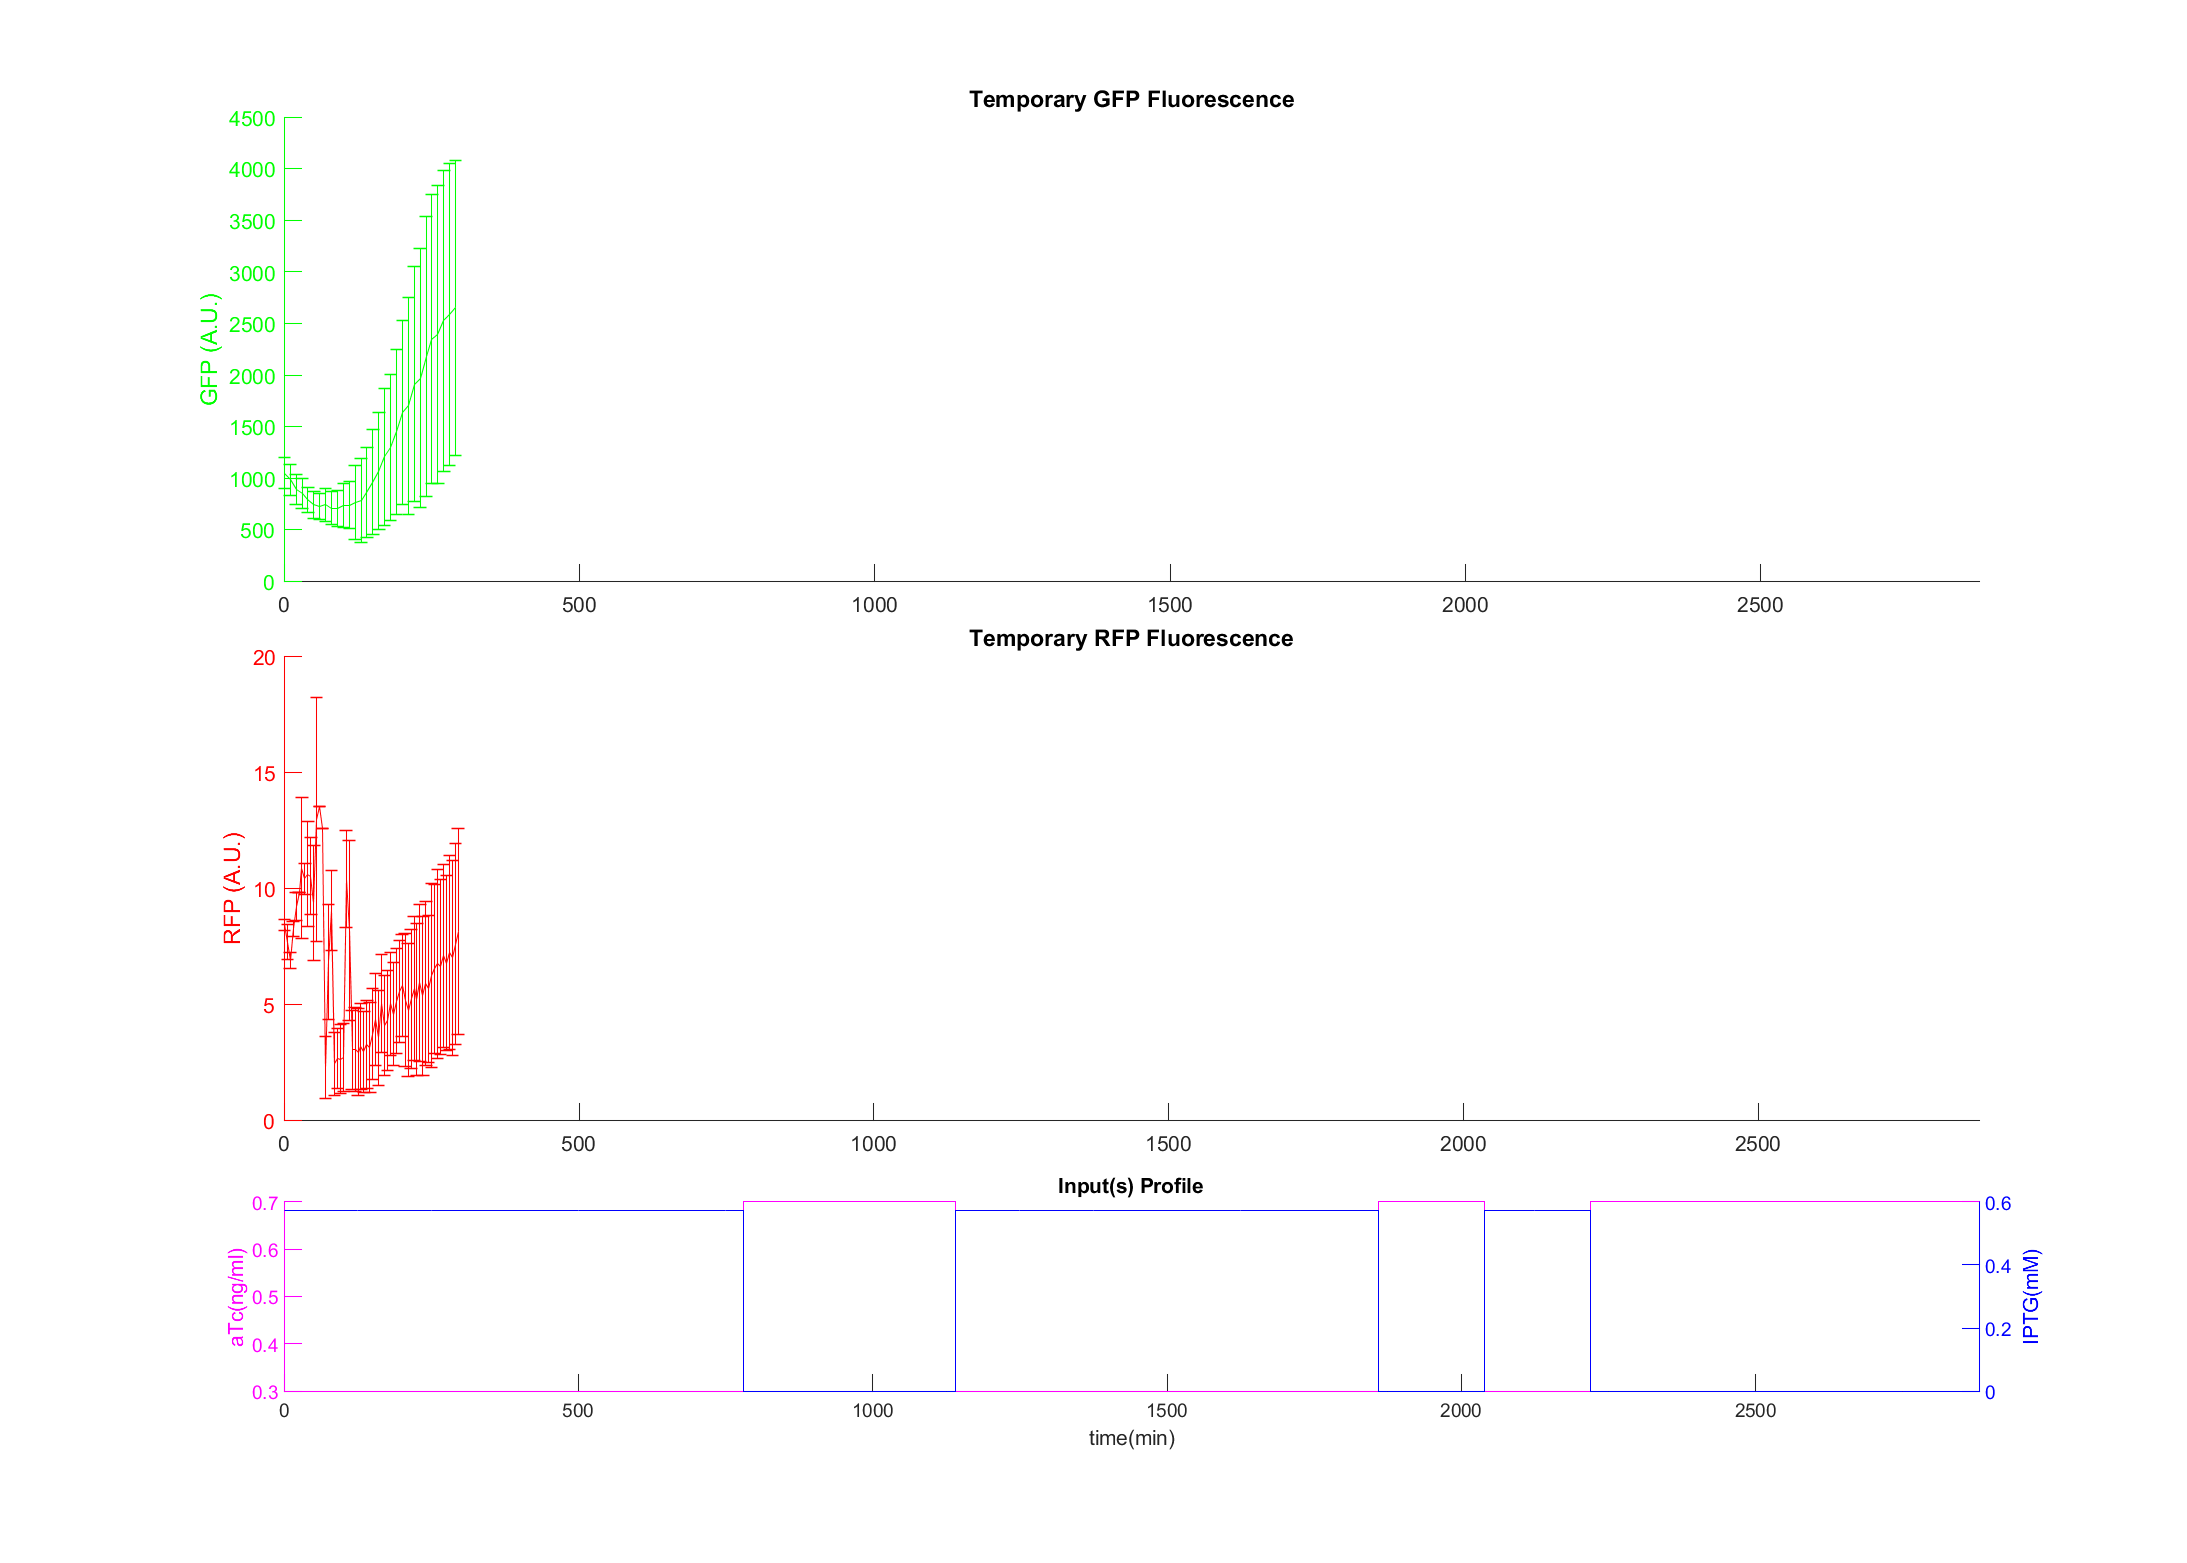 Temporary GFP Fluorescence
4500
4000
3500
3000
2500
2000
1500
1000
500
0
GFP (A.U.)
0 500 1000 1500 2000 2500
Temporary RFP Fluorescence
20
15
10
5
0
RFP (A.U.)
0 500 1000 1500 2000 2500
Input(s) Profile
0.7
0.6
0.5
0.4
0.3
aTc(ng/ml)
0.6
0.4
0.2
0
IPTG(mM)
0 500 1000 1500 2000 2500
time(min)